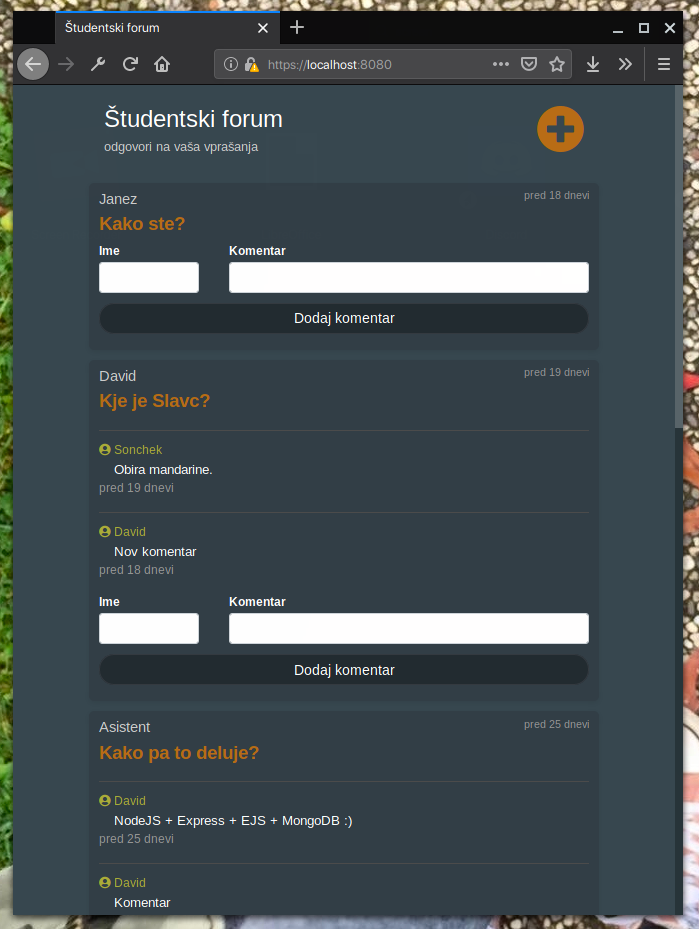 Študentski forum
https://localhost:8080
Študentski forum
odgovori na vaša vprašanja
Janez
pred 18 dnevi
Kako ste?
Ime
Komentar
Dodaj komentar
David
pred 19 dnevi
Kje je Slavc?
Sonchek
Obira mandarine.
pred 19 dnevi
David
Nov komentar
pred 18 dnevi
Ime
Komentar
Dodaj komentar
Asistent
pred 25 dnevi
Kako pa to deluje?
David
NodeJS + Express + EJS + MongoDB :)
pred 25 dnevi
David
Komentar